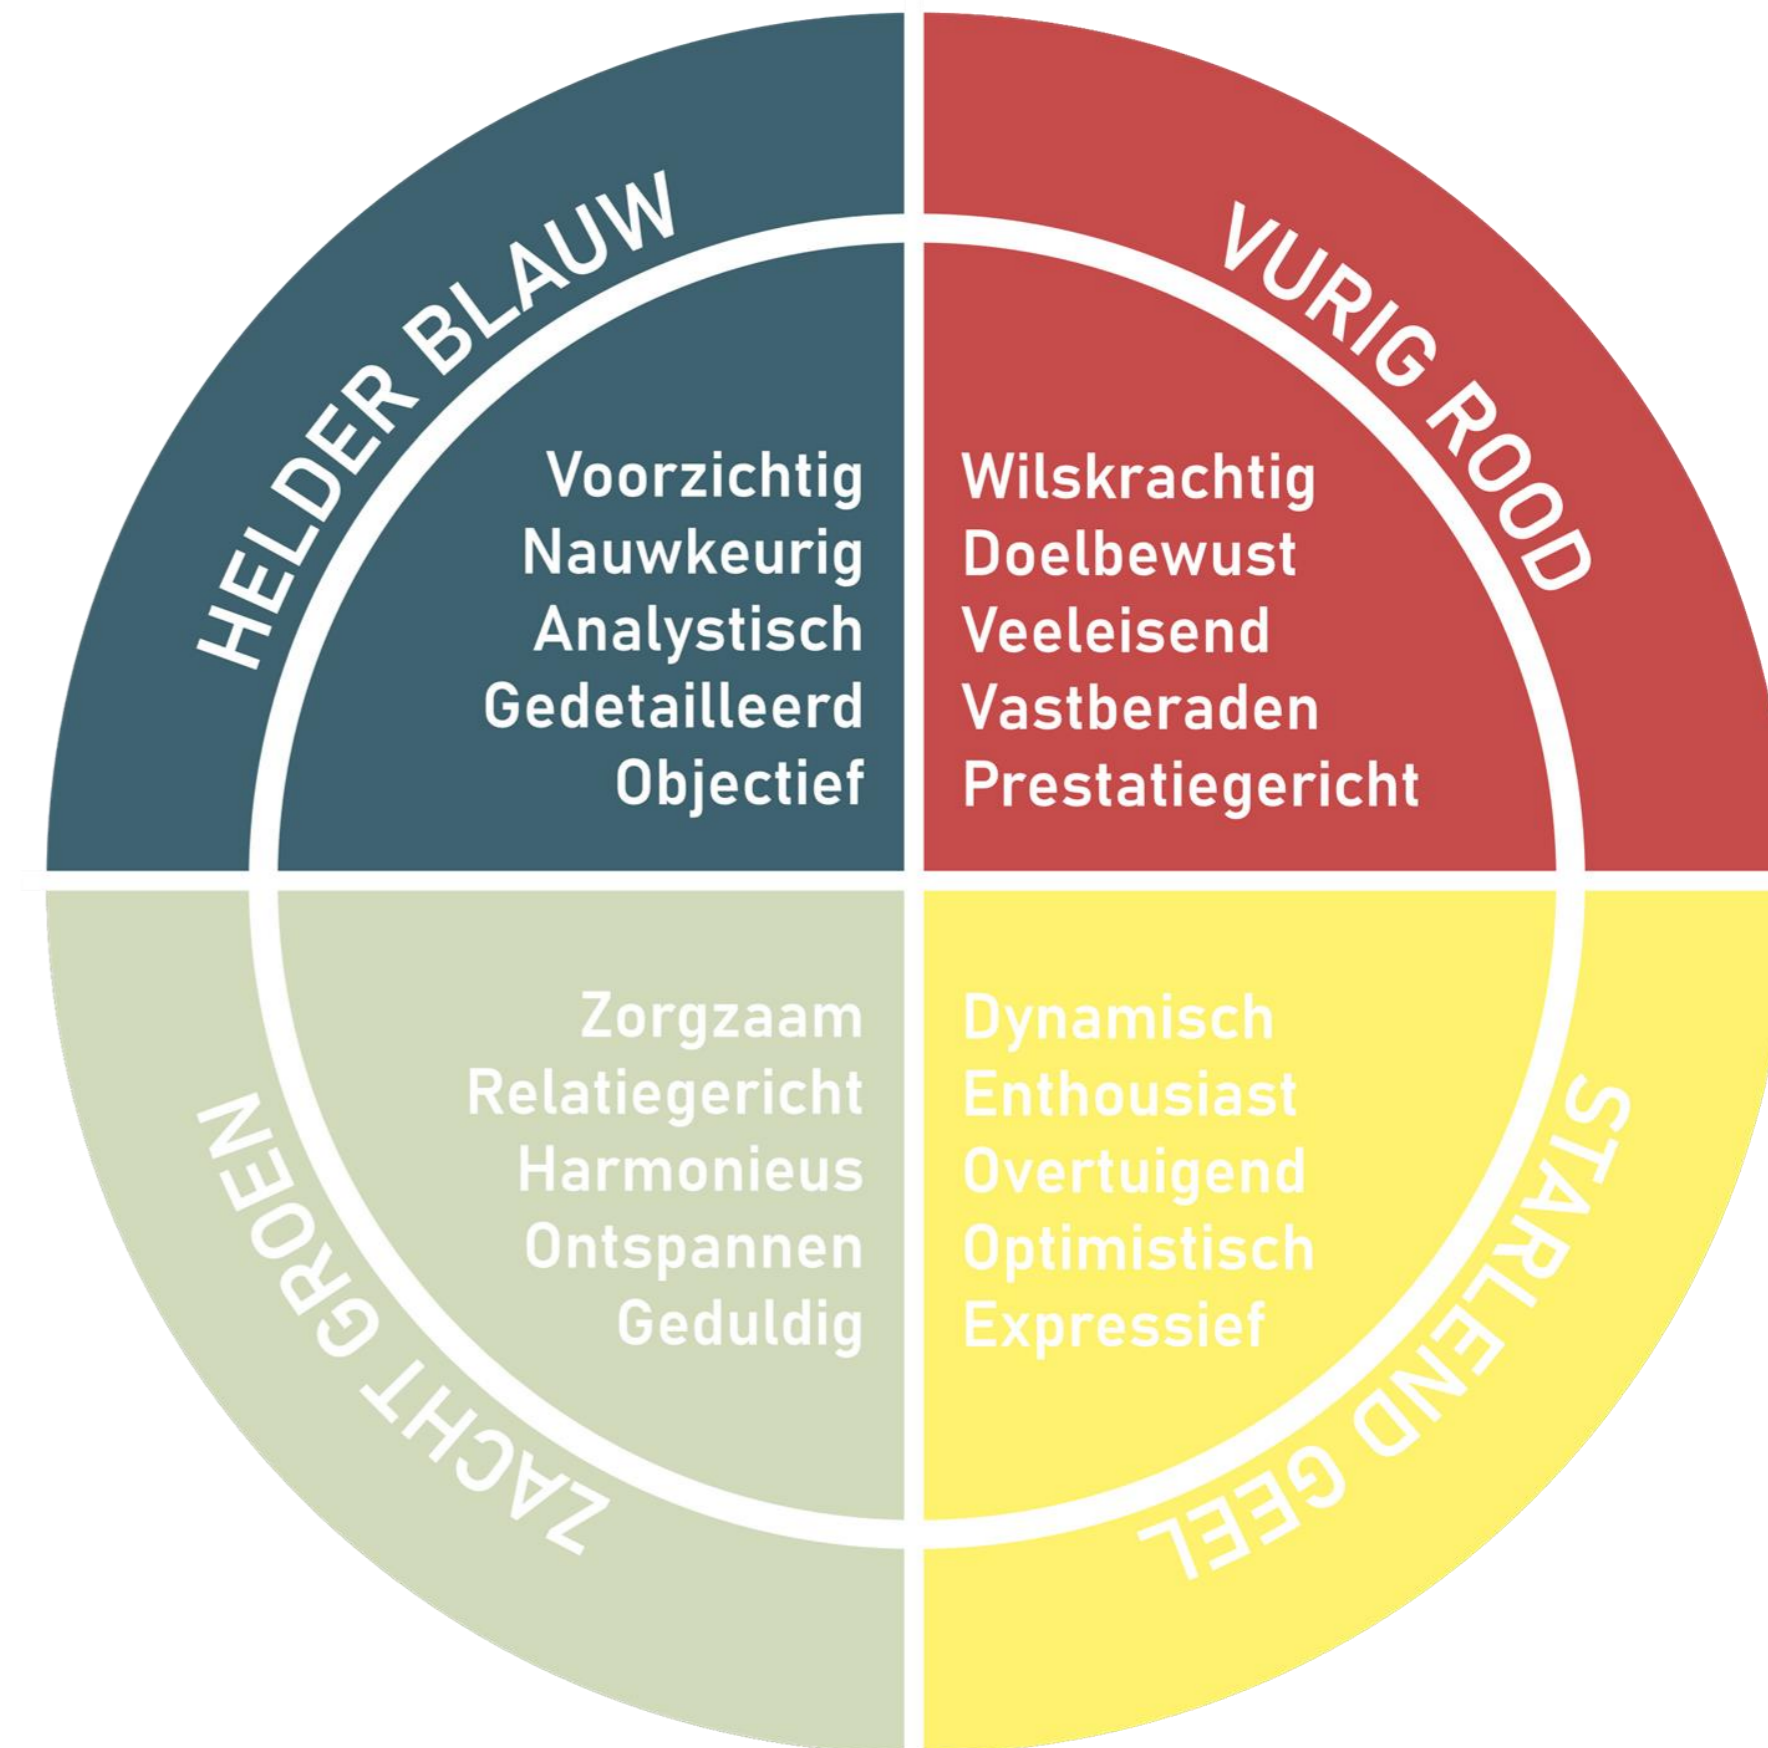 HELDER BLAUW
Voorzichtig
Nauwkeurig
Analystisch
Gedetailleerd
Objectief
VURIG ROOD
Wilskrachtig
Doelbewust
Veeleisend
Vastberaden
Prestatiegericht
ZACHT GROEN
Zorgzaam
Relatiegericht
Harmonieus
Ontspannen
Geduldig
STARLEND GEEL
Dynamisch
Enthousiast
Overtuigend
Optimistisch
Expressief